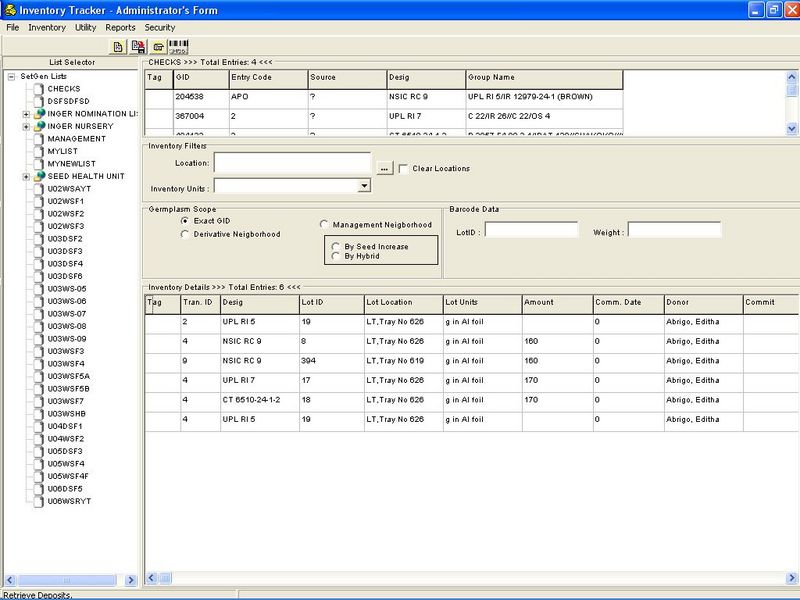 Inventory Tracker - Administrator's Form
File Inventory Utility Reports Security
List Selector
SetGen Lists
CHECKS
DSFSDFSD
INGER NOMINATION LI
INGER NURSERY
MANAGEMENT
MYLIST
MYNEWLIST
SEED HEALTH UNIT
U02WSAYT
U02WSF1
U02WSF2
U02WSF3
U03DSF2
U03DSF3
U03DSF4
U03DSF6
U03WS-05
U03WS-06
U03WS-07
U03WS-08
U03WS-09
U03WSF3
U03WSF4
U03WSF5A
U03WSF5B
U03WSF7
U03WSHB
U04DSF1
U04WSF2
U05DSF3
U05WSF4
U05WSF4F
U06DSF5
U06WSRYT
CHECKS >>> Total Entries: 4 <<<
Tag GID Entry Code Source Desig Group Name
204538 APO ? NSIC RC 9 UPL RI 5/IR 12979-24-1 (BROWN)
367004 2 ? UPL RI 7 C 22/IR 26//C 22/OS 4
Inventory Filters
Location: ... Clear Locations
Inventory Units :
Germplasm Scope
Exact GID
Derivative Neigborhood
Management Neigborhood
By Seed Increase
By Hybrid
Barcode Data
LotID : Weight :
Inventory Details >>> Total Entries: 6 <<<
Tag Tran. ID Desig Lot ID Lot Location Lot Units Amount Comm. Date Donor Commit
2 UPL RI 5 19 LT,Tray No 626 g in Al foil 0 Abrigo, Editha
4 NSIC RC 9 8 LT,Tray No 626 g in Al foil 160 0 Abrigo, Editha
9 NSIC RC 9 394 LT,Tray No 619 g in Al foil 160 0 Abrigo, Editha
4 UPL RI 7 17 LT,Tray No 626 g in Al foil 170 0 Abrigo, Editha
4 CT 6510-24-1-2 18 LT,Tray No 626 g in Al foil 170 0 Abrigo, Editha
4 UPL RI 5 19 LT,Tray No 626 g in Al foil 0 Abrigo, Editha
Retrieve Deposits.